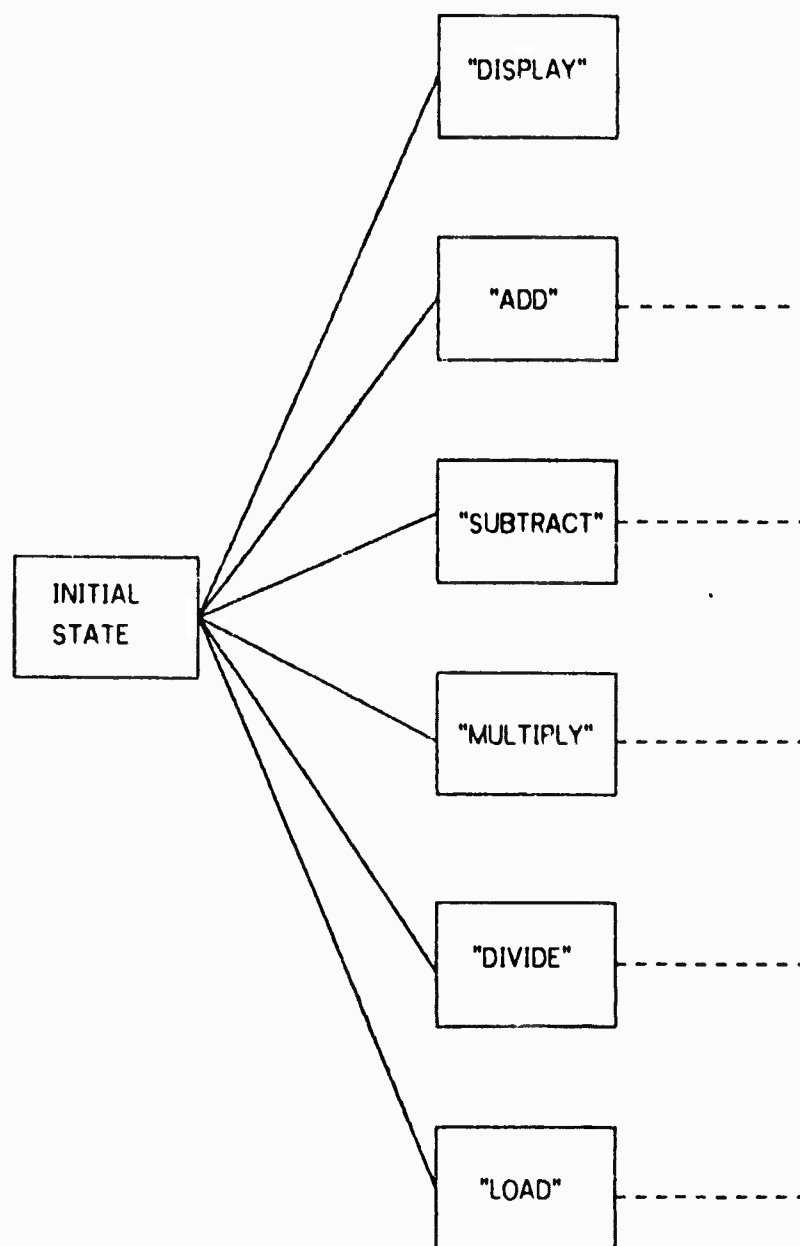 "DISPLAY"
"ADD"
"SUBTRACT"
INITIAL
STATE
"MULTIPLY"
"DIVIDE"
"LOAD"